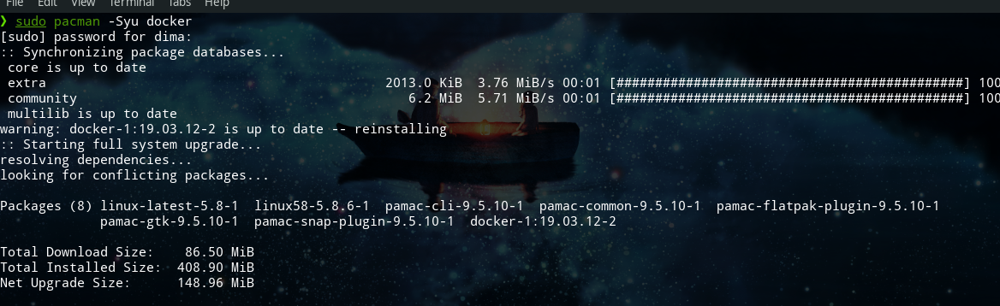 File Edit View Terminal Tabs Help
❯ sudo pacman -Syu docker
[sudo] password for dima:
:: Synchronizing package databases...
core is up to date
extra 2013.0 KiB 3.76 MiB/s 00:01 [#############################################] 100
community 6.2 MiB 5.71 MiB/s 00:01 [#############################################] 100
multilib is up to date
warning: docker-1:19.03.12-2 is up to date -- reinstalling
:: Starting full system upgrade...
resolving dependencies...
looking for conflicting packages...
Packages (8) linux-latest-5.8-1 linux58-5.8.6-1 pamac-cli-9.5.10-1 pamac-common-9.5.10-1 pamac-flatpak-plugin-9.5.10-1
pamac-gtk-9.5.10-1 pamac-snap-plugin-9.5.10-1 docker-1:19.03.12-2
Total Download Size: 86.50 MiB
Total Installed Size: 408.90 MiB
Net Upgrade Size: 148.96 MiB